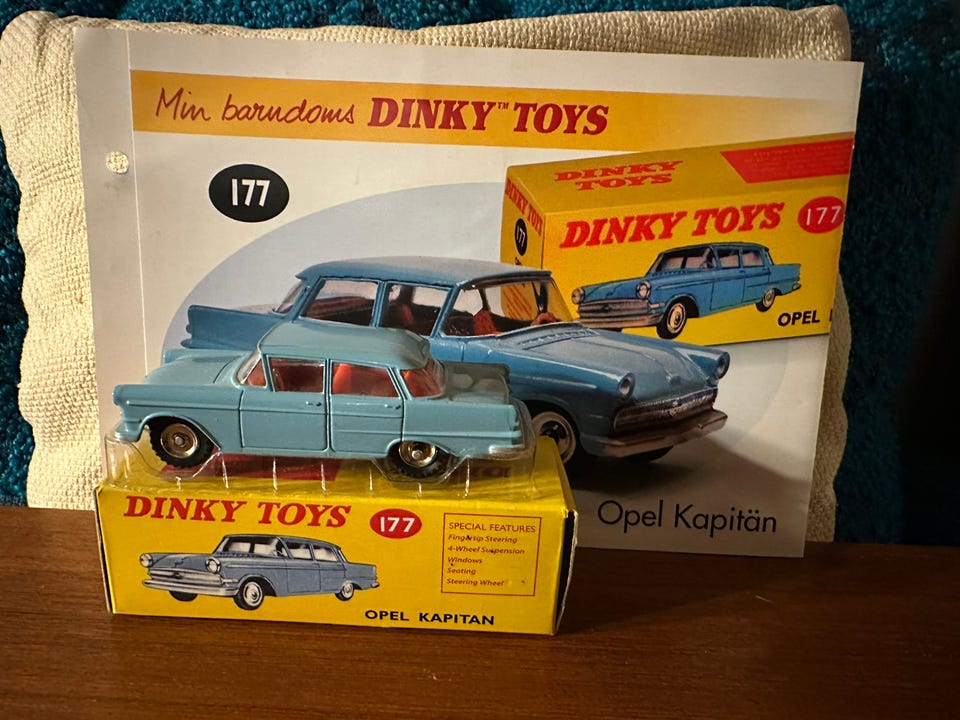 Min barndoms DINKY™ TOYS
177
DINKY
TOYS
DINKY TOYS 177
177
OPEL
Opel Kapitän
DINKY TOYS 177
SPECIAL FEATURES
Fingertip Steering
4-Wheel Suspension
Windows
Seating
Steering Wheel
OPEL KAPITAN